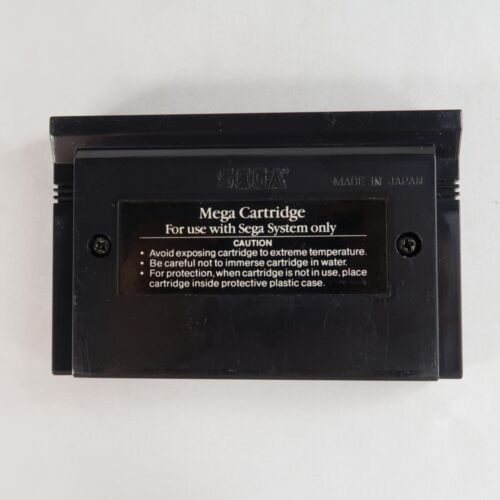 SEGA® MADE IN JAPAN
Mega Cartridge
For use with Sega System only
CAUTION
• Avoid exposing cartridge to extreme temperature.
• Be careful not to immerse cartridge in water.
• For protection, when cartridge is not in use, place
cartridge inside protective plastic case.